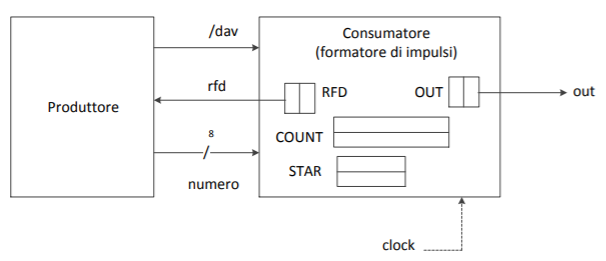 /dav
Consumatore
(formatore di impulsi)
rfd
RFD
OUT
out
Produttore
COUNT
8
/
STAR
numero
clock